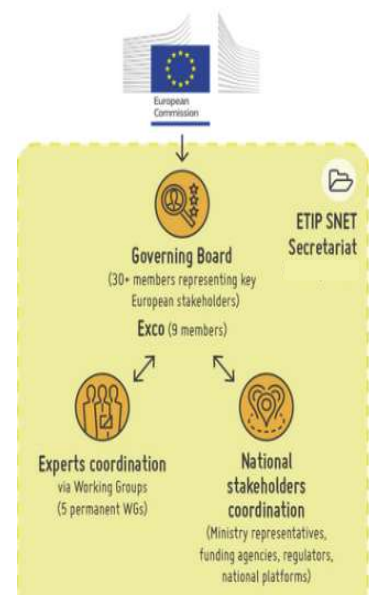 European
Commission
ETIP SNET
Secretariat
Governing Board
(30+ members representing key
European stakeholders)
Exco (9 members)
Experts coordination
via Working Groups
(5 permanent WGs)
National
stakeholders
coordination
(Ministry representatives,
funding agencies, regulators,
national platforms)